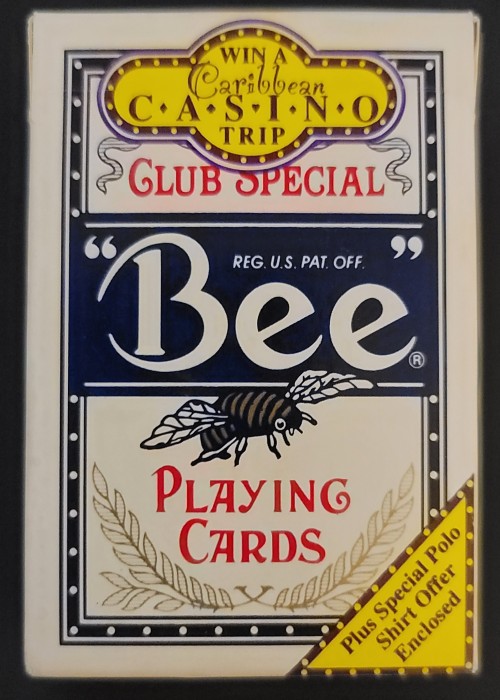 WIN A
Caribbean
C·A·S·I·N·O
TRIP
CLUB SPECIAL
“Bee”
REG. U.S. PAT. OFF.
®
PLAYING
CARDS
Plus Special Polo
Shirt Offer
Enclosed